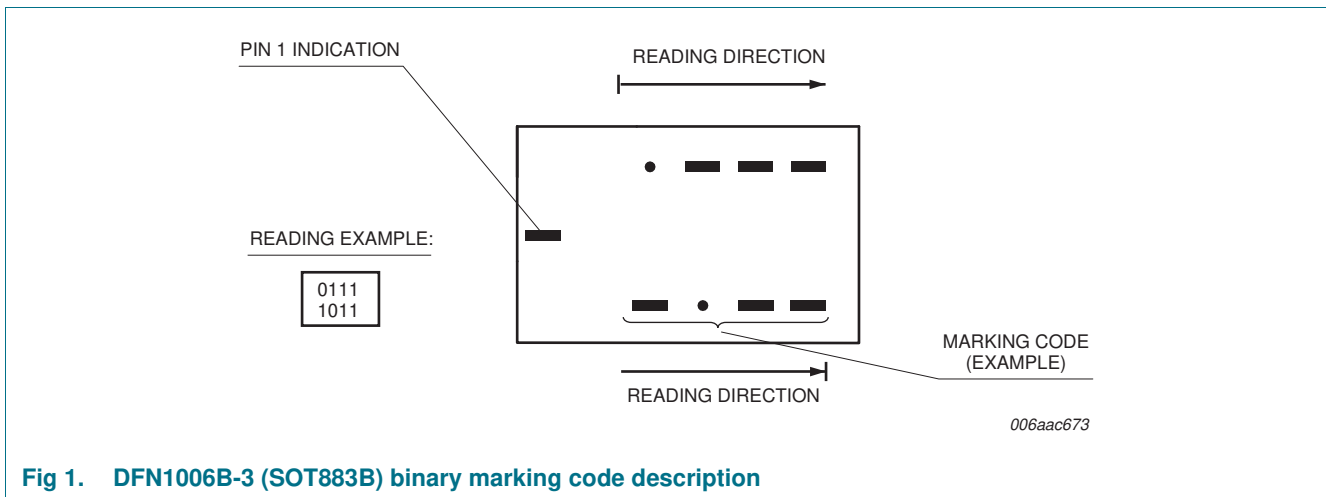 PIN 1 INDICATION
READING DIRECTION
READING EXAMPLE:
0111
1011
MARKING CODE
(EXAMPLE)
READING DIRECTION
006aac673
Fig 1. DFN1006B-3 (SOT883B) binary marking code description